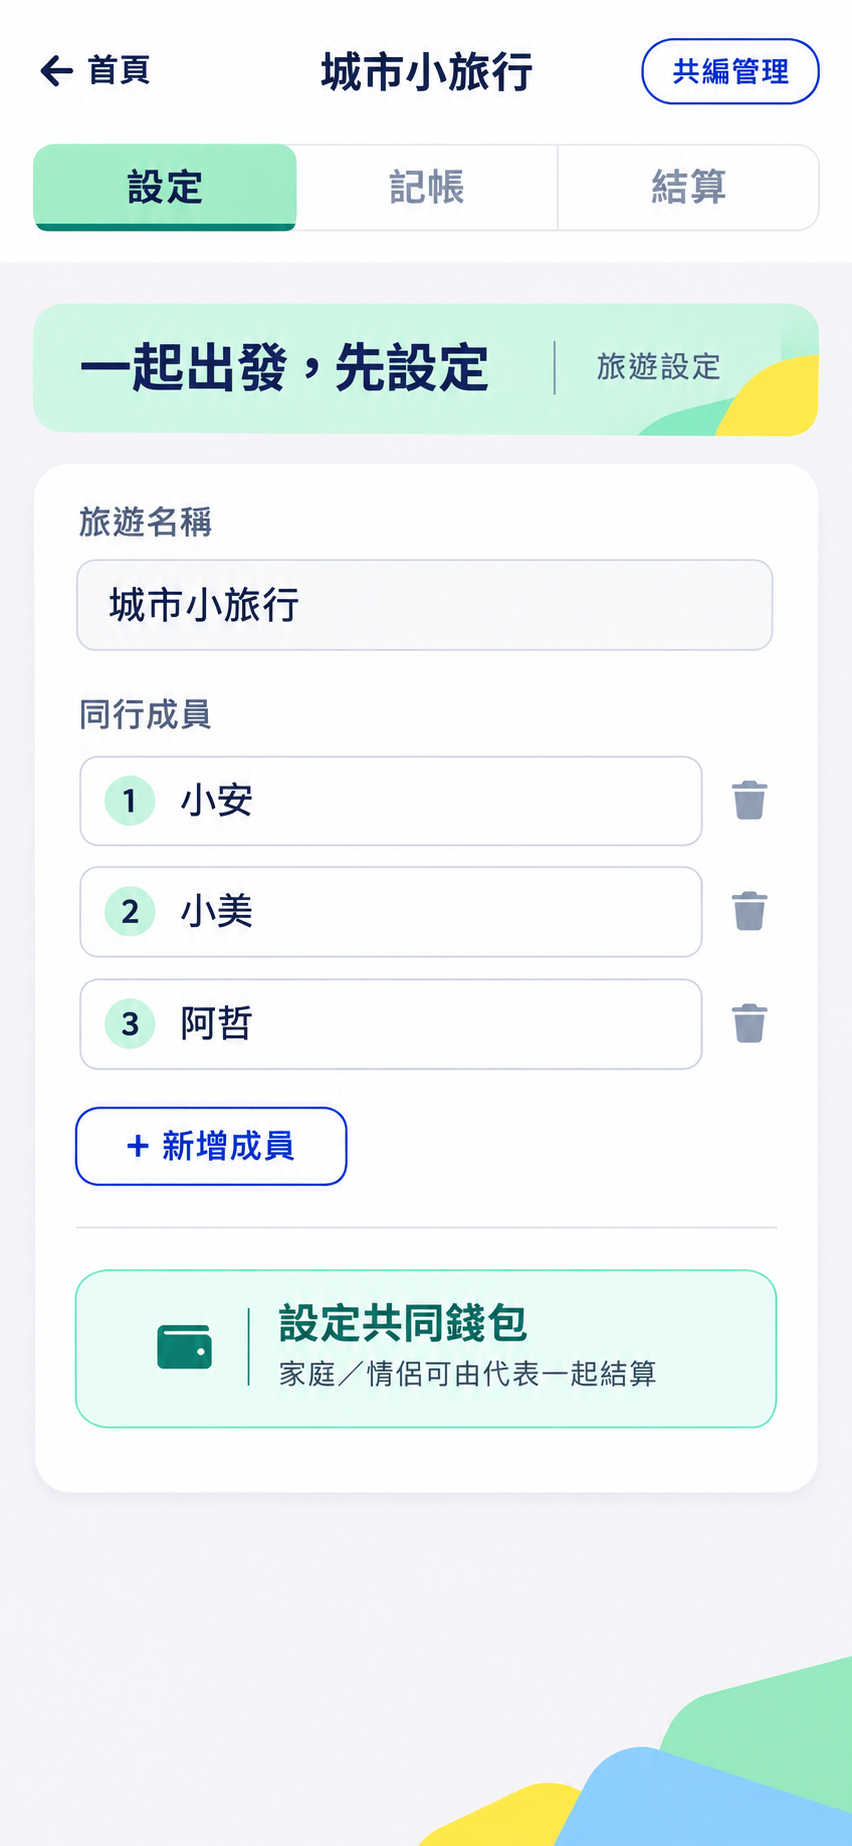 首頁
城市小旅行
共編管理
設定
記帳
結算
一起出發，先設定
旅遊設定
旅遊名稱
城市小旅行
同行成員
1 小安
2 小美
3 阿哲
+ 新增成員
設定共同錢包
家庭／情侶可由代表一起結算